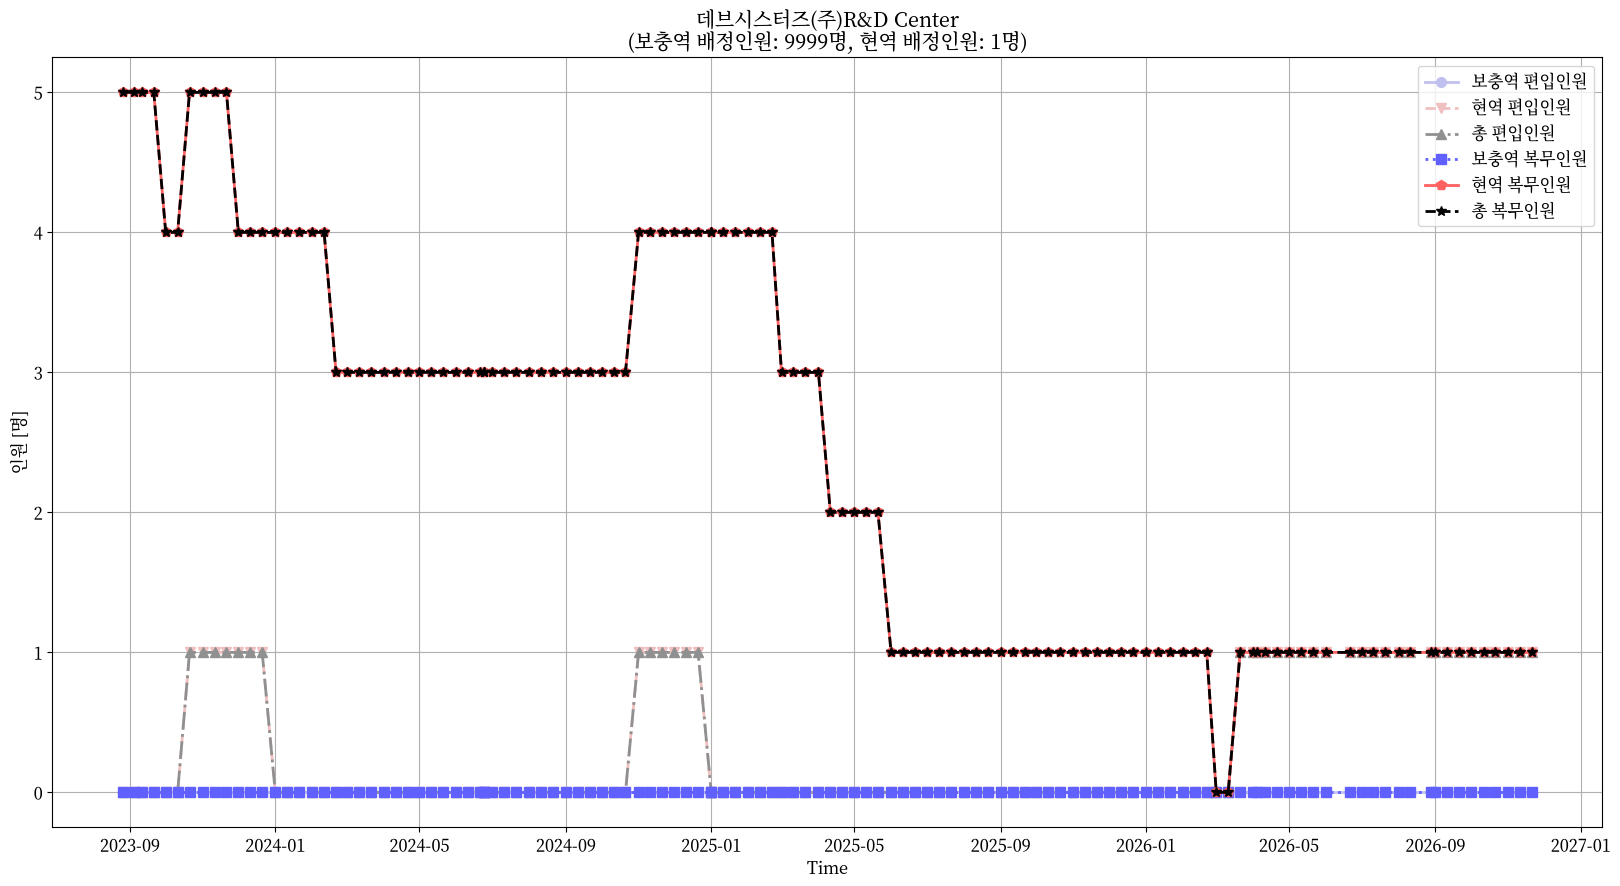 데브시스터즈(주)R&D Center
(보충역 배정인원: 9999명, 현역 배정인원: 1명)
보충역 편입인원
현역 편입인원
총 편입인원
보충역 복무인원
현역 복무인원
총 복무인원
인원 [명]
5
4
3
2
1
0
2023-09
2024-01
2024-05
2024-09
2025-01
2025-05
2025-09
2026-01
2026-05
2026-09
2027-01
Time